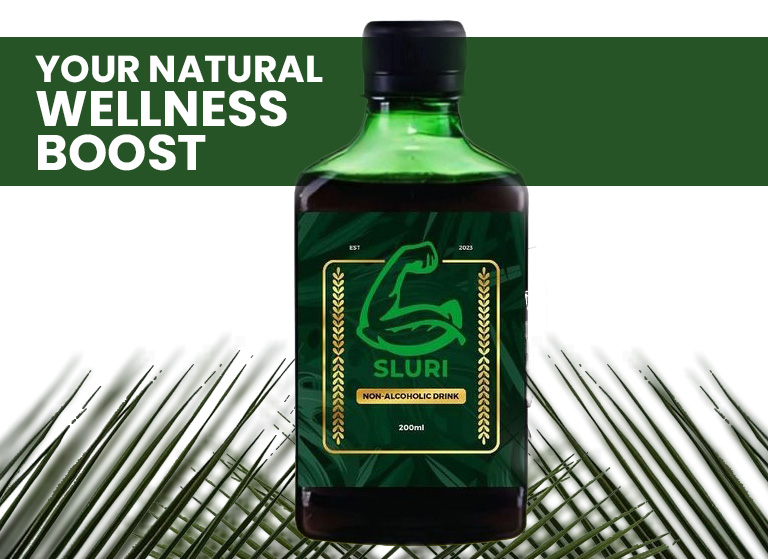 YOUR NATURAL
WELLNESS
BOOST
EST 2023
SLURI
NON-ALCOHOLIC DRINK
200ml